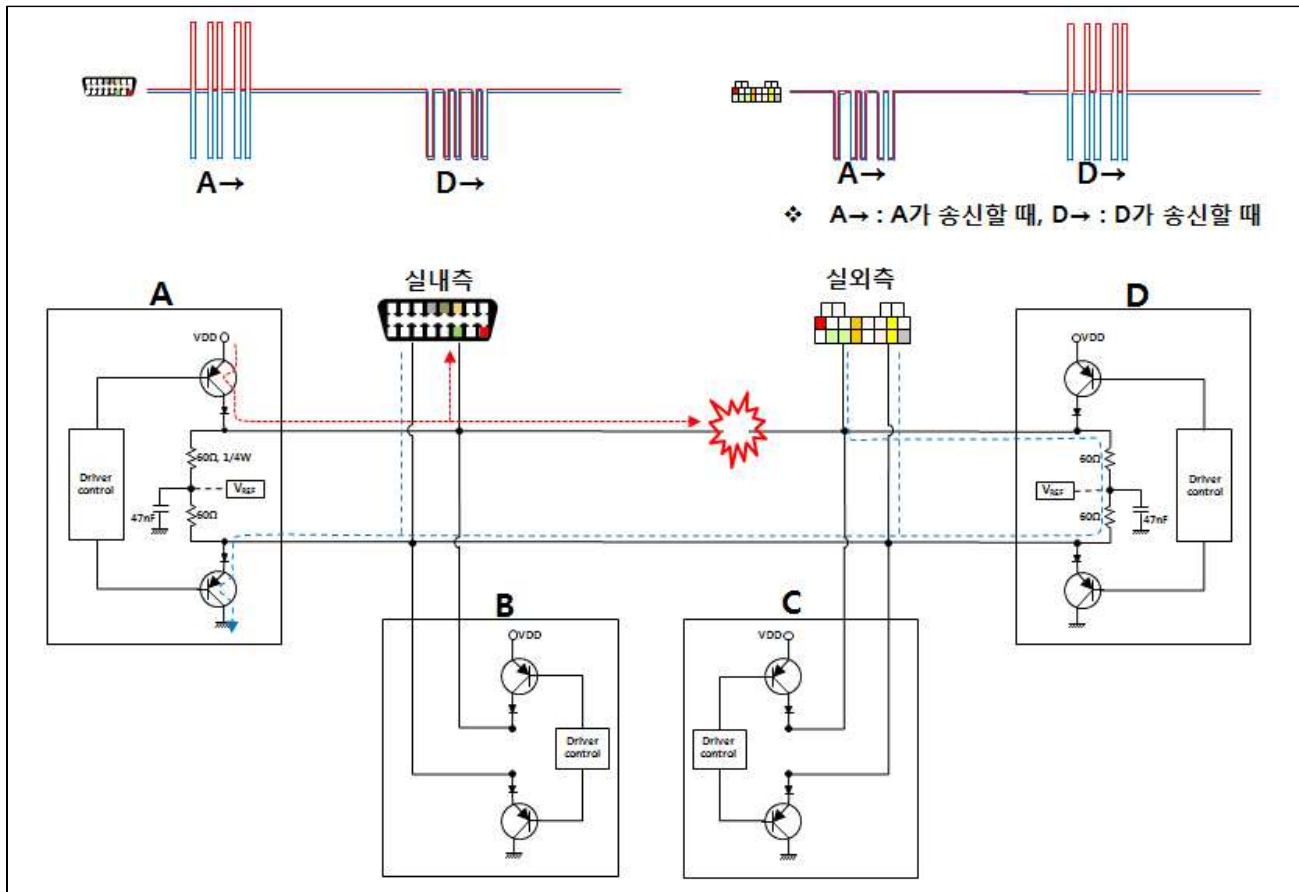 A→
D→
A→
D→
❖ A→ : A가 송신할 때, D→ : D가 송신할 때
실내측
실외측
A
D
VDD
VDD
60Ω, 1/4W
60Ω
Driver control
VREF
VREF
Driver control
47nF
60Ω
60Ω
47nF
B
C
VDD
VDD
Driver control
Driver control